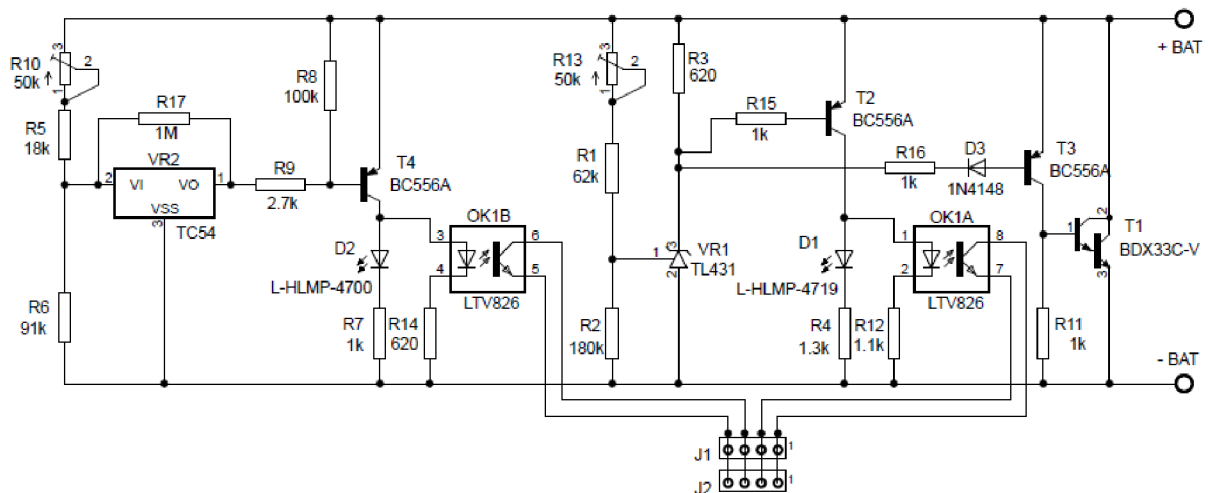 R10
50k
3
2
1
R5
18k
R17
1M
VR2
2
VI
VO
1
VSS
3
TC54
R6
91k
R8
100k
R9
2.7k
T4
BC556A
D2
L-HLMP-4700
R7
1k
R14
620
OK1B
3
4
6
5
LTV826
R13
50k
3
2
1
R1
62k
R2
180k
R3
620
1
3
2
VR1
TL431
R15
1k
T2
BC556A
R16
1k
D3
1N4148
T3
BC556A
D1
L-HLMP-4719
R4
1.3k
R12
1.1k
OK1A
1
2
8
7
LTV826
R11
1k
1
2
3
T1
BDX33C-V
+ BAT
- BAT
J1
1
J2
1